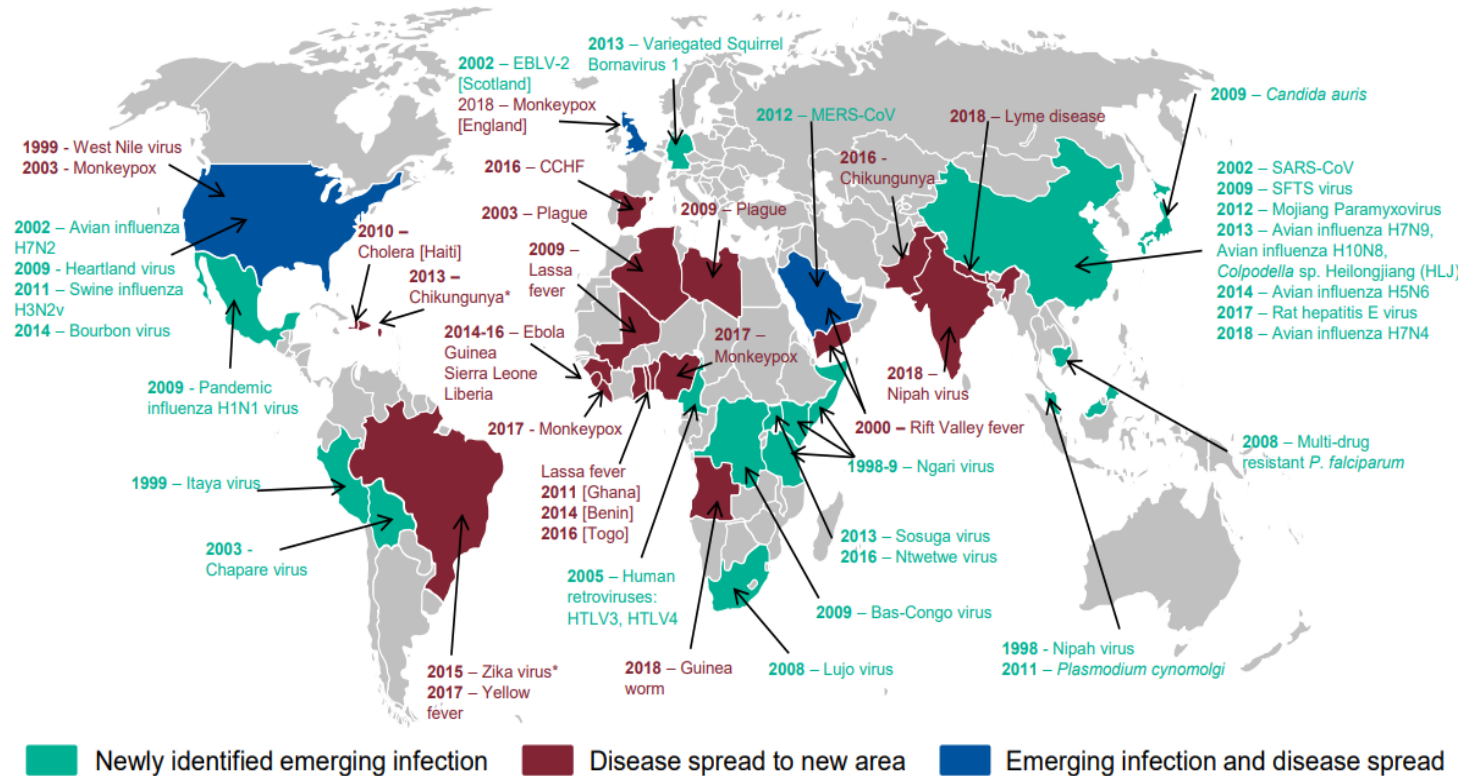 2013 – Variegated Squirrel
Bornavirus 1
2002 – EBLV-2
[Scotland]
2018 – Monkeypox
[England]
2009 – Candida auris
2012 – MERS-CoV
2018 – Lyme disease
1999 - West Nile virus
2003 - Monkeypox
2016 – CCHF
2016 -
Chikungunya
2002 – SARS-CoV
2009 – SFTS virus
2012 – Mojiang Paramyxovirus
2013 – Avian influenza H7N9,
Avian influenza H10N8,
Colpodella sp. Heilongjiang (HLJ)
2014 – Avian influenza H5N6
2017 – Rat hepatitis E virus
2018 – Avian influenza H7N4
2003 – Plague
2009 – Plague
2002 – Avian influenza
H7N2
2009 – Heartland virus
2011 – Swine influenza
H3N2v
2014 – Bourbon virus
2010 –
Cholera [Haiti]
2013 –
Chikungunya*
2009 –
Lassa
fever
2014-16 – Ebola
Guinea
Sierra Leone
Liberia
2017 –
Monkeypox
2018 –
Nipah virus
2009 - Pandemic
influenza H1N1 virus
2017 - Monkeypox
2000 – Rift Valley fever
2008 – Multi-drug
resistant P. falciparum
1998-9 – Ngari virus
Lassa fever
2011 [Ghana]
2014 [Benin]
2016 [Togo]
1999 – Itaya virus
2003 -
Chapare virus
2013 – Sosuga virus
2016 – Ntwetwe virus
2005 – Human
retroviruses:
HTLV3, HTLV4
2009 – Bas-Congo virus
1998 - Nipah virus
2011 – Plasmodium cynomolgi
2015 – Zika virus*
2017 – Yellow
fever
2018 – Guinea
worm
2008 – Lujo virus
Newly identified emerging infection
Disease spread to new area
Emerging infection and disease spread